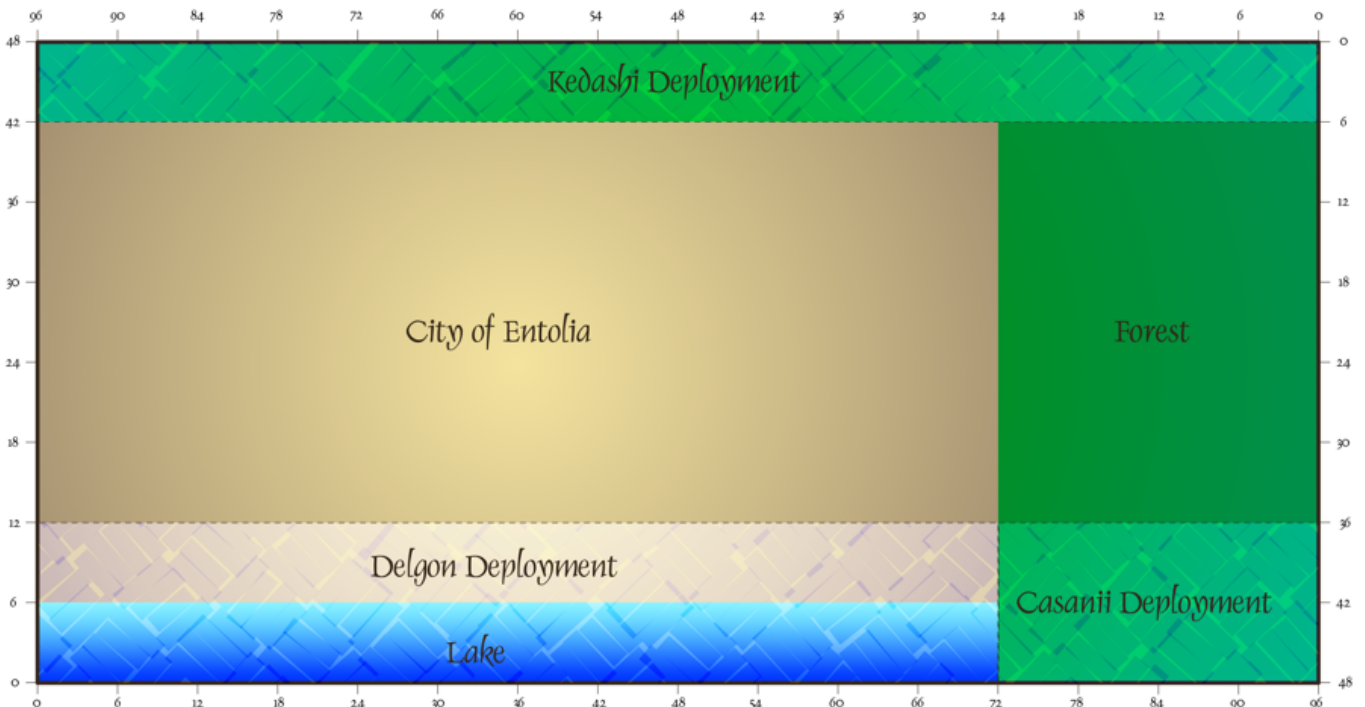 96 90 84 78 72 66 60 54 48 42 36 30 24 18 12 6 0
48 0
Kedashi Deployment
42 6
36 12
30 18
City of Entolia Forest
24 24
18 30
12 36
Delgon Deployment
6 42
Casanii Deployment
Lake
0 48
0 6 12 18 24 30 36 42 48 54 60 66 72 78 84 90 96